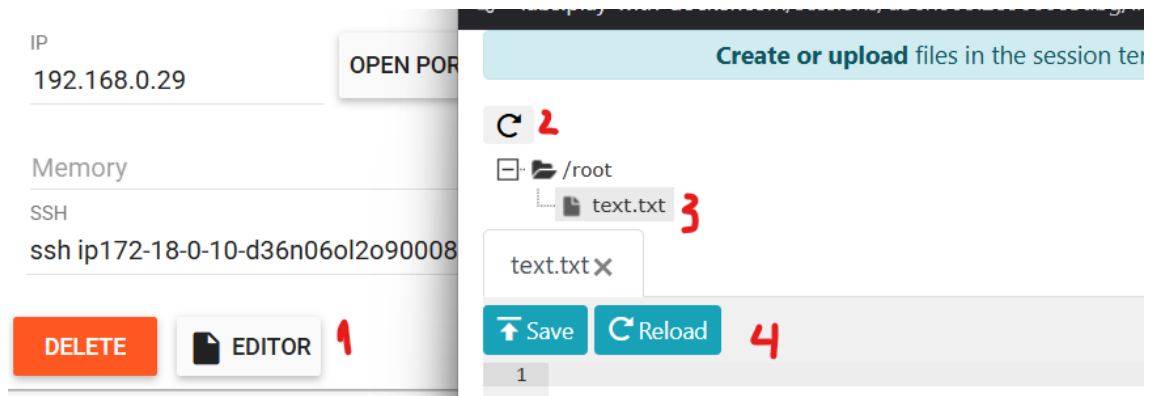 IP
192.168.0.29
OPEN POR
Memory
SSH
ssh ip172-18-0-10-d36n06ol2o90008
DELETE
EDITOR 1
Create or upload files in the session ter
2
/root
text.txt 3
text.txt
Save Reload 4
1